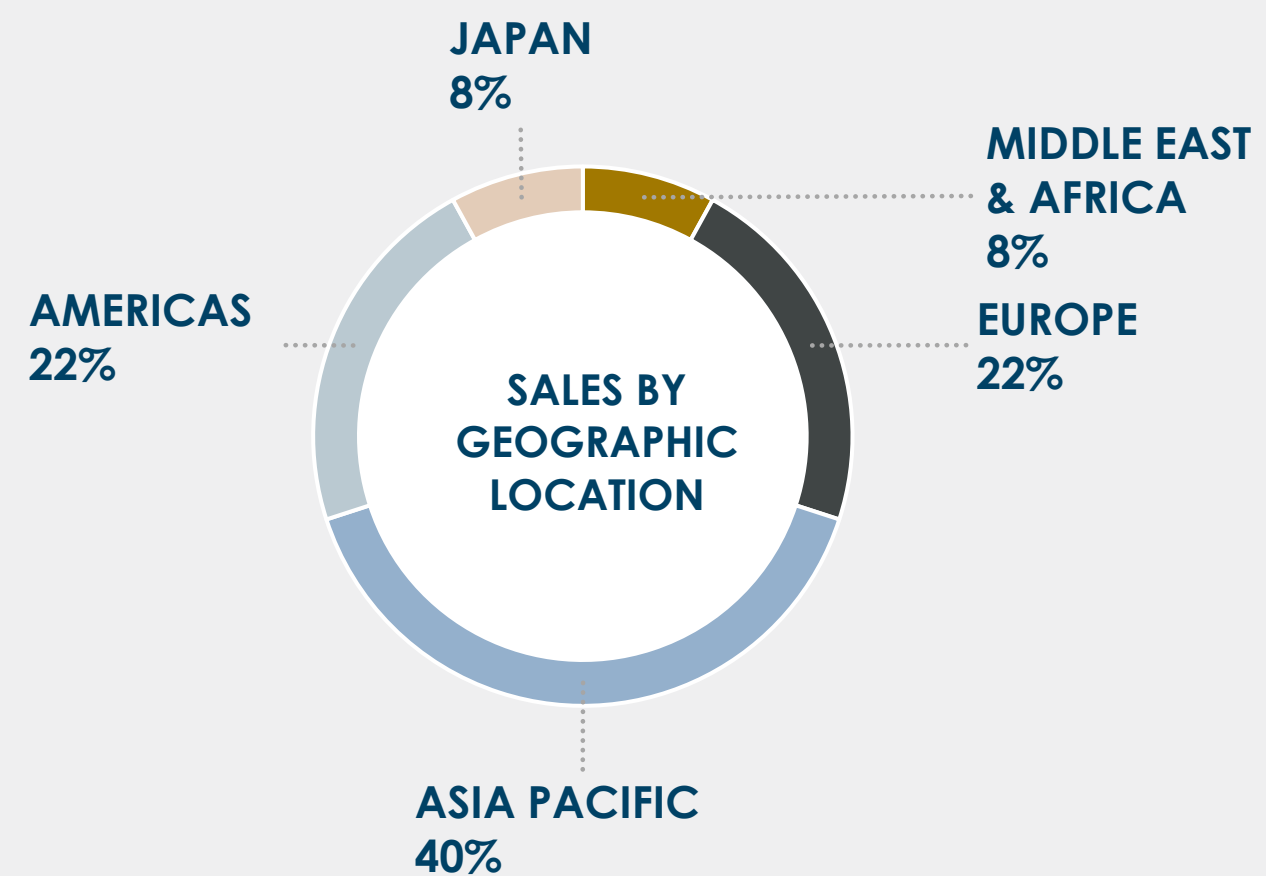 JAPAN
8%
MIDDLE EAST
& AFRICA
8%
AMERICAS
22%
EUROPE
22%
SALES BY
GEOGRAPHIC
LOCATION
ASIA PACIFIC
40%